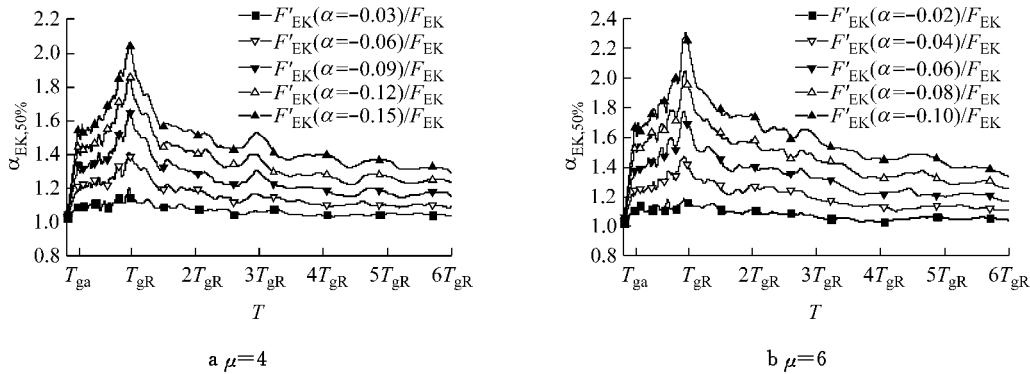 2.2
2.0
1.8
1.6
1.4
1.2
1.0
0.8
α_EK,50%
F′_EK(α=-0.03)/F_EK
F′_EK(α=-0.06)/F_EK
F′_EK(α=-0.09)/F_EK
F′_EK(α=-0.12)/F_EK
F′_EK(α=-0.15)/F_EK
T_ga T_gR 2T_gR 3T_gR 4T_gR 5T_gR 6T_gR
T
a μ=4
2.4
2.2
2.0
1.8
1.6
1.4
1.2
1.0
0.8
α_EK,50%
F′_EK(α=-0.02)/F_EK
F′_EK(α=-0.04)/F_EK
F′_EK(α=-0.06)/F_EK
F′_EK(α=-0.08)/F_EK
F′_EK(α=-0.10)/F_EK
T_ga T_gR 2T_gR 3T_gR 4T_gR 5T_gR 6T_gR
T
b μ=6